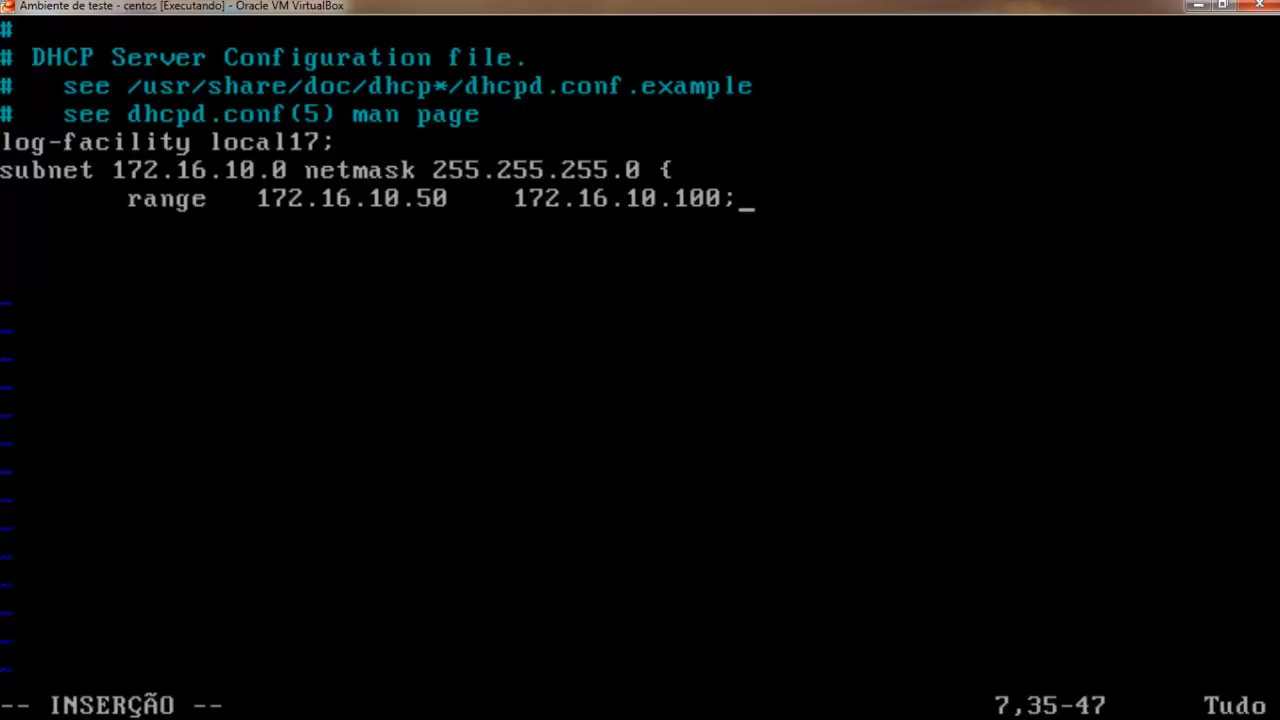 Ambiente de teste - centos [Executando] - Oracle VM VirtualBox
#
# DHCP Server Configuration file.
#   see /usr/share/doc/dhcp*/dhcpd.conf.example
#   see dhcpd.conf(5) man page
log-facility local17;
subnet 172.16.10.0 netmask 255.255.255.0 {
        range   172.16.10.50    172.16.10.100;_
~
~
~
~
~
~
~
~
~
~
~
~
~
~
-- INSERÇÃO -- 7,35-47 Tudo